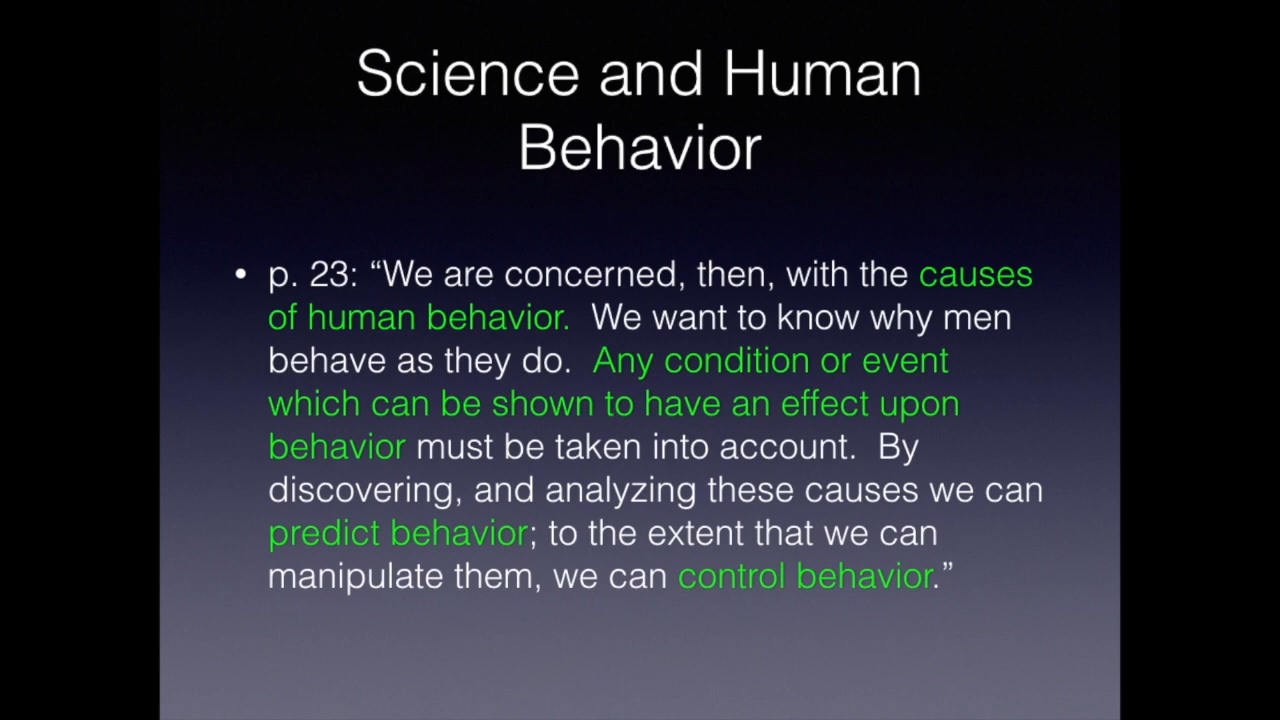 Science and Human
Behavior
• p. 23: “We are concerned, then, with the causes
of human behavior.  We want to know why men
behave as they do.  Any condition or event
which can be shown to have an effect upon
behavior must be taken into account.  By
discovering, and analyzing these causes we can
predict behavior; to the extent that we can
manipulate them, we can control behavior.”